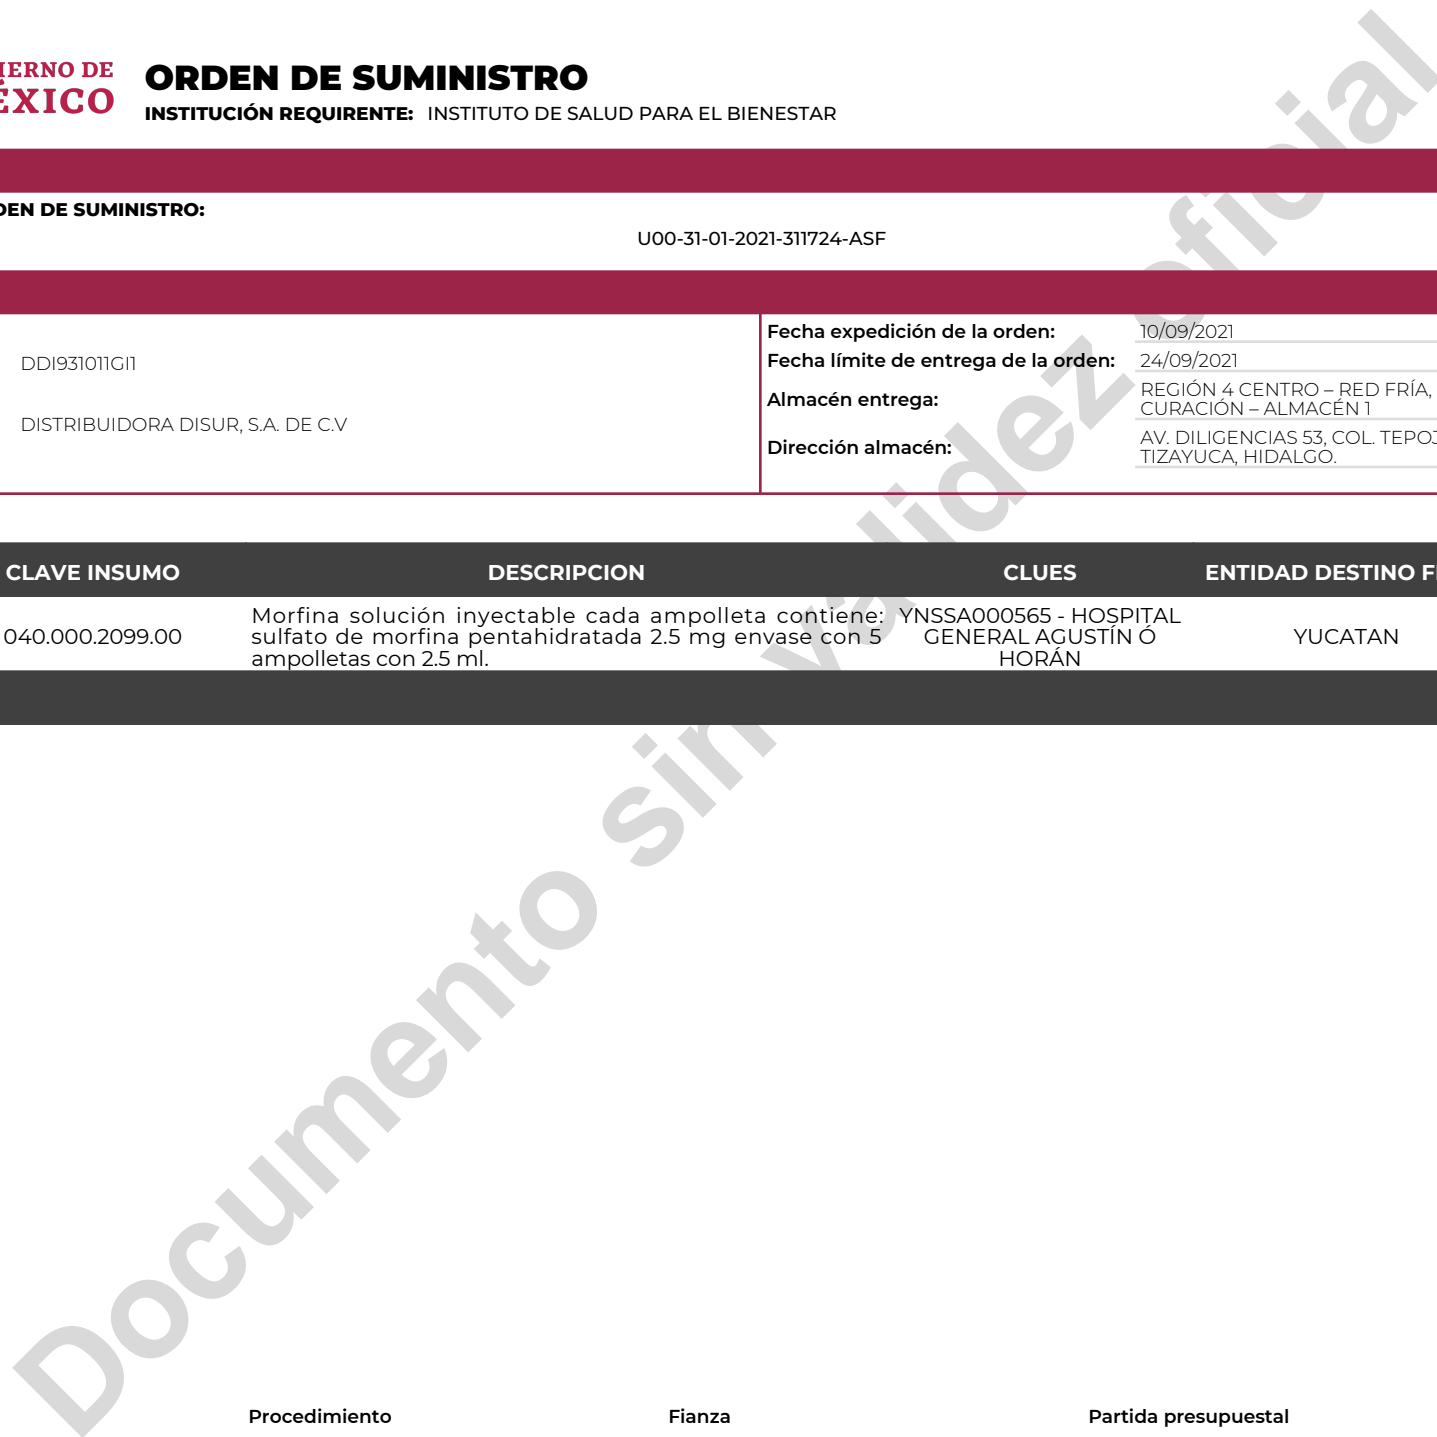 IERNO DE
ÉXICO
ORDEN DE SUMINISTRO
INSTITUCIÓN REQUIRENTE: INSTITUTO DE SALUD PARA EL BIENESTAR
DEN DE SUMINISTRO:
U00-31-01-2021-311724-ASF
DDI931011GI1
DISTRIBUIDORA DISUR, S.A. DE C.V
Fecha expedición de la orden: 10/09/2021
Fecha límite de entrega de la orden: 24/09/2021
Almacén entrega: REGIÓN 4 CENTRO – RED FRÍA,
CURACIÓN – ALMACÉN 1
Dirección almacén: AV. DILIGENCIAS 53, COL. TEPOJ
TIZAYUCA, HIDALGO.
CLAVE INSUMO DESCRIPCION CLUES ENTIDAD DESTINO FI
040.000.2099.00
Morfina solución inyectable cada ampolleta contiene:
sulfato de morfina pentahidratada 2.5 mg envase con 5
ampolletas con 2.5 ml.
YNSSA000565 - HOSPITAL
GENERAL AGUSTÍN Ó
HORÁN
YUCATAN
Documento sin validez oficial
Procedimiento Fianza Partida presupuestal